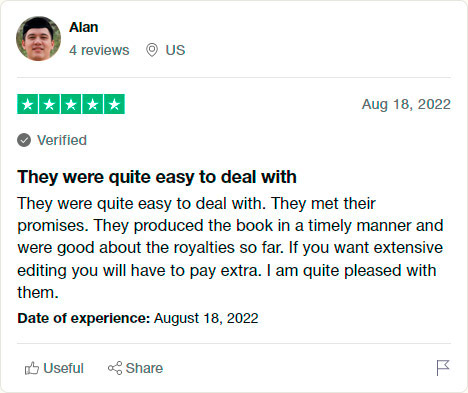 Alan
4 reviews US
Aug 18, 2022
Verified
They were quite easy to deal with
They were quite easy to deal with. They met their
promises. They produced the book in a timely manner and
were good about the royalties so far. If you want extensive
editing you will have to pay extra. I am quite pleased with
them.
Date of experience: August 18, 2022
Useful Share